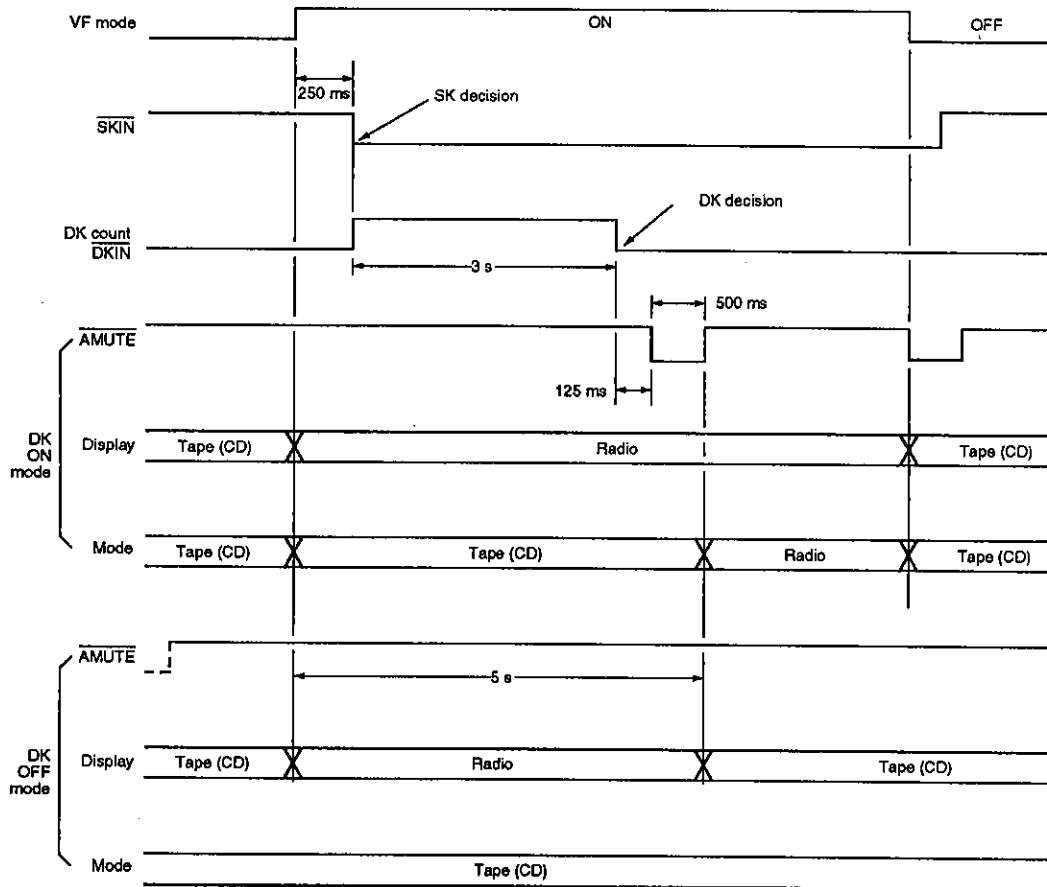 VF mode
ON
OFF
250 ms
SK decision
SKIN
DK decision
DK count
DKIN
3 s
500 ms
AMUTE
125 ms
DK
ON
mode
Display
Tape (CD)
Radio
Tape (CD)
Mode
Tape (CD)
Tape (CD)
Radio
Tape (CD)
AMUTE
5 s
DK
OFF
mode
Display
Tape (CD)
Radio
Tape (CD)
Mode
Tape (CD)